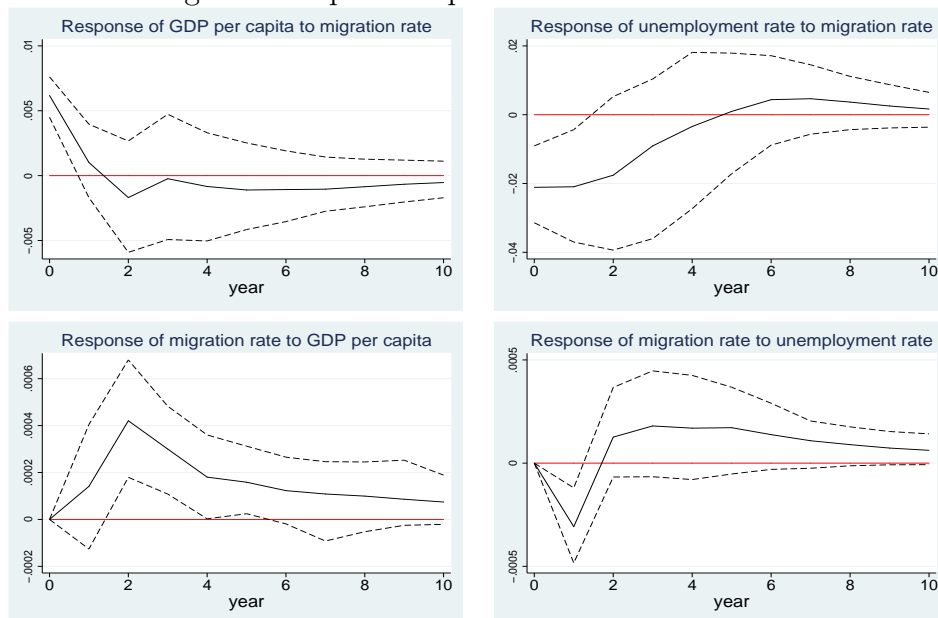 Response of GDP per capita to migration rate
.01
.005
0
-.005
0 2 4 6 8 10
year
Response of unemployment rate to migration rate
.02
0
-.02
-.04
0 2 4 6 8 10
year
Response of migration rate to GDP per capita
.0006
.0004
.0002
0
-.0002
0 2 4 6 8 10
year
Response of migration rate to unemployment rate
.0005
0
-.0005
0 2 4 6 8 10
year